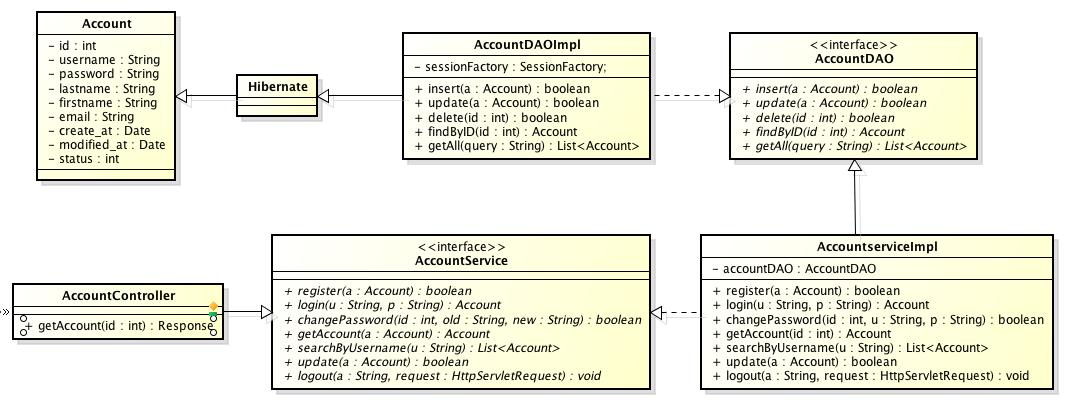 Account
- id : int
- username : String
- password : String
- lastname : String
- firstname : String
- email : String
- create_at : Date
- modified_at : Date
- status : int
Hibernate
AccountDAOImpl
- sessionFactory : SessionFactory;
+ insert(a : Account) : boolean
+ update(a : Account) : boolean
+ delete(id : int) : boolean
+ findByID(id : int) : Account
+ getAll(query : String) : List<Account>
<<interface>>
AccountDAO
+ insert(a : Account) : boolean
+ update(a : Account) : boolean
+ delete(id : int) : boolean
+ findByID(id : int) : Account
+ getAll(query : String) : List<Account>
AccountController
+ getAccount(id : int) : Response
<<interface>>
AccountService
+ register(a : Account) : boolean
+ login(u : String, p : String) : Account
+ changePassword(id : int, old : String, new : String) : boolean
+ getAccount(a : Account) : Account
+ searchByUsername(u : String) : List<Account>
+ update(a : Account) : boolean
+ logout(a : String, request : HttpServletRequest) : void
AccountserviceImpl
- accountDAO : AccountDAO
+ register(a : Account) : boolean
+ login(u : String, p : String) : Account
+ changePassword(id : int, u : String, p : String) : boolean
+ getAccount(id : int) : Account
+ searchByUsername(u : String) : List<Account>
+ update(a : Account) : boolean
+ logout(a : String, request : HttpServletRequest) : void